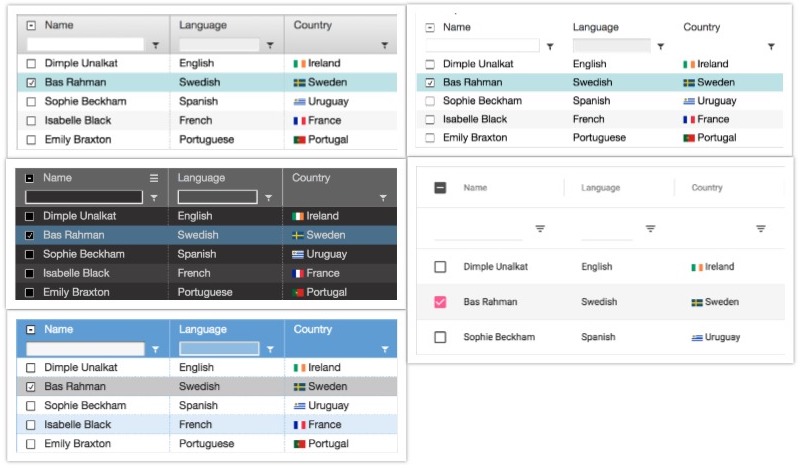 Name Language Country
Dimple Unalkat English Ireland
Bas Rahman Swedish Sweden
Sophie Beckham Spanish Uruguay
Isabelle Black French France
Emily Braxton Portuguese Portugal
Name Language Country
Dimple Unalkat English Ireland
Bas Rahman Swedish Sweden
Sophie Beckham Spanish Uruguay
Isabelle Black French France
Emily Braxton Portuguese Portugal
Name Language Country
Dimple Unalkat English Ireland
Bas Rahman Swedish Sweden
Sophie Beckham Spanish Uruguay
Isabelle Black French France
Emily Braxton Portuguese Portugal
Name Language Country
Dimple Unalkat English Ireland
Bas Rahman Swedish Sweden
Sophie Beckham Spanish Uruguay
Name Language Country
Dimple Unalkat English Ireland
Bas Rahman Swedish Sweden
Sophie Beckham Spanish Uruguay
Isabelle Black French France
Emily Braxton Portuguese Portugal